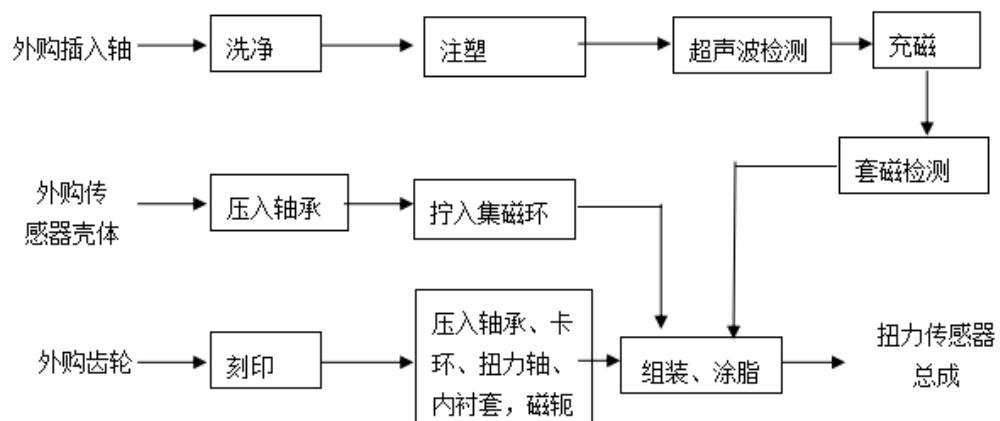 外购插入轴
洗净
注塑
超声波检测
充磁
套磁检测
外购传
感器壳体
压入轴承
拧入集磁环
外购齿轮
刻印
压入轴承、卡
环、扭力轴、
内衬套，磁轭
组装、涂脂
扭力传感器
总成